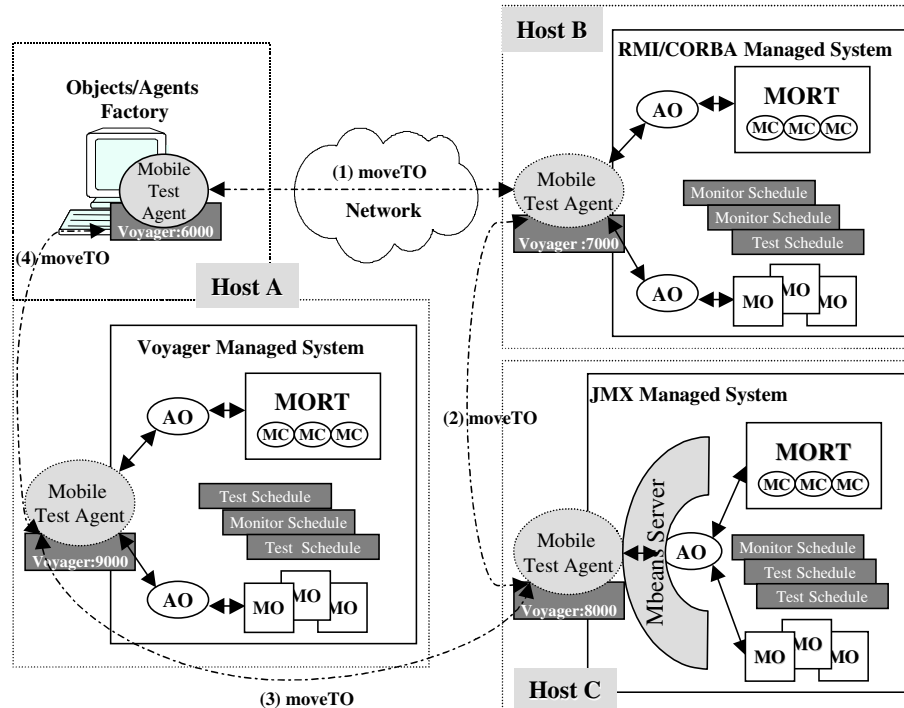 Objects/Agents
Factory
Mobile
Test
Agent
Voyager:6000
(4) moveTO
Host A
(1) moveTO
Network
Host B
RMI/CORBA Managed System
AO
MORT
MC MC MC
Mobile
Test Agent
Voyager :7000
Monitor Schedule
Monitor Schedule
Test Schedule
AO
MO
MO
MO
Voyager Managed System
AO
MORT
MC MC MC
Mobile
Test Agent
Voyager:9000
Test Schedule
Monitor Schedule
Test Schedule
AO
MO
MO
MO
(2) moveTO
(3) moveTO
JMX Managed System
Mobile
Test Agent
Voyager:8000
Mbeans Server
AO
MORT
MC MC MC
Monitor Schedule
Test Schedule
Test Schedule
MO
MO
MO
Host C